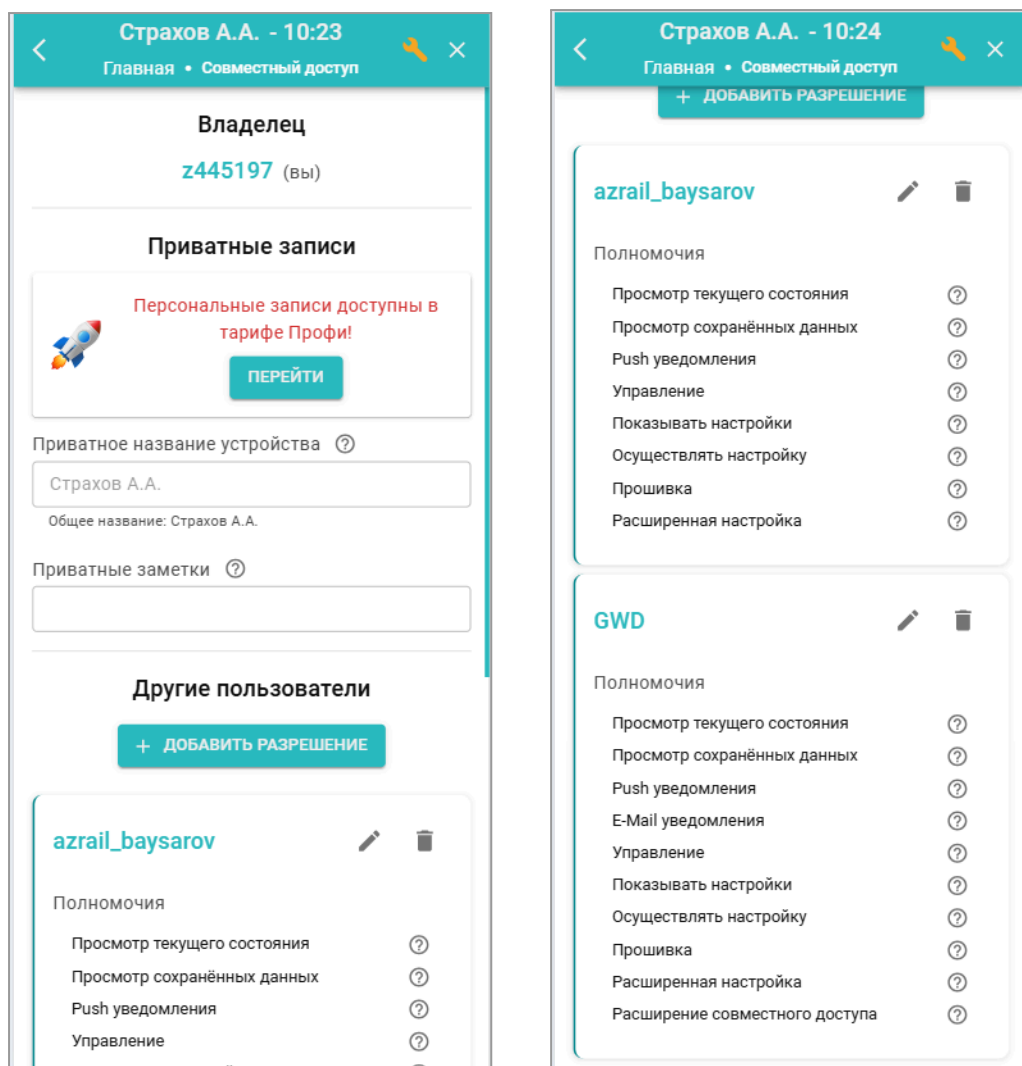 Страхов А.А. - 10:23
Главная • Совместный доступ
Владелец
z445197 (вы)
Приватные записи
Персональные записи доступны в
тарифе Профи!
ПЕРЕЙТИ
Приватное название устройства
Страхов А.А.
Общее название: Страхов А.А.
Приватные заметки
Другие пользователи
+ ДОБАВИТЬ РАЗРЕШЕНИЕ
azrail_baysarov
Полномочия
Просмотр текущего состояния
Просмотр сохранённых данных
Push уведомления
Управление
Страхов А.А. - 10:24
Главная • Совместный доступ
+ ДОБАВИТЬ РАЗРЕШЕНИЕ
azrail_baysarov
Полномочия
Просмотр текущего состояния
Просмотр сохранённых данных
Push уведомления
Управление
Показывать настройки
Осуществлять настройку
Прошивка
Расширенная настройка
GWD
Полномочия
Просмотр текущего состояния
Просмотр сохранённых данных
Push уведомления
E-Mail уведомления
Управление
Показывать настройки
Осуществлять настройку
Прошивка
Расширенная настройка
Расширение совместного доступа